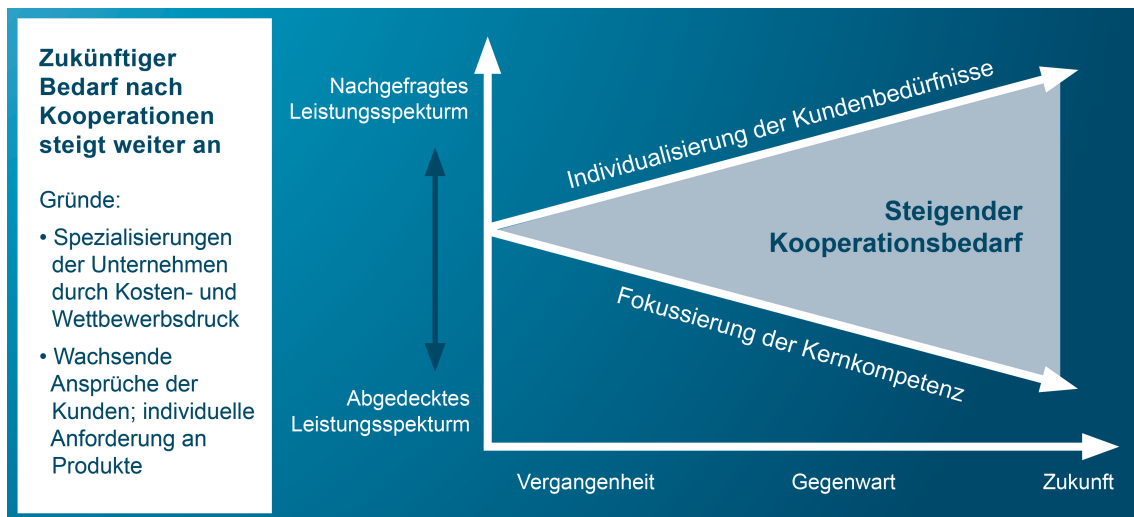 Zukünftiger
Bedarf nach
Kooperationen
steigt weiter an
Gründe:
• Spezialisierungen
der Unternehmen
durch Kosten- und
Wettbewerbsdruck
• Wachsende
Ansprüche der
Kunden; individuelle
Anforderung an
Produkte
Nachgefragtes
Leistungsspekturm
Abgedecktes
Leistungsspekturm
Individualisierung der Kundenbedürfnisse
Steigender
Kooperationsbedarf
Fokussierung der Kernkompetenz
Vergangenheit
Gegenwart
Zukunft